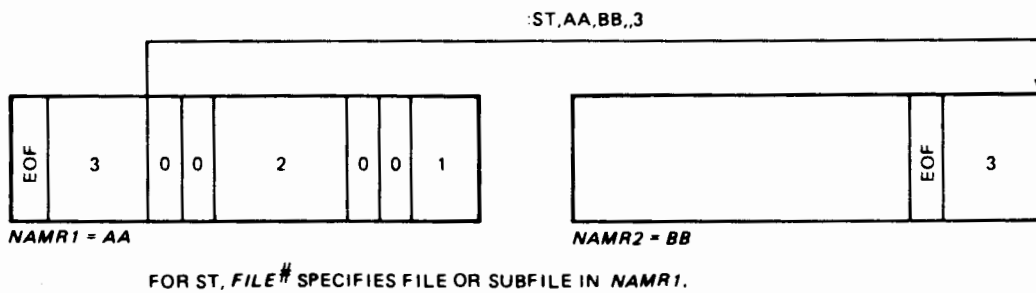 :ST,AA,BB,,3
EOF 3 0 0 2 0 0 1 EOF 3
NAMR1 = AA NAMR2 = BB
FOR ST, FILE# SPECIFIES FILE OR SUBFILE IN NAMR1.